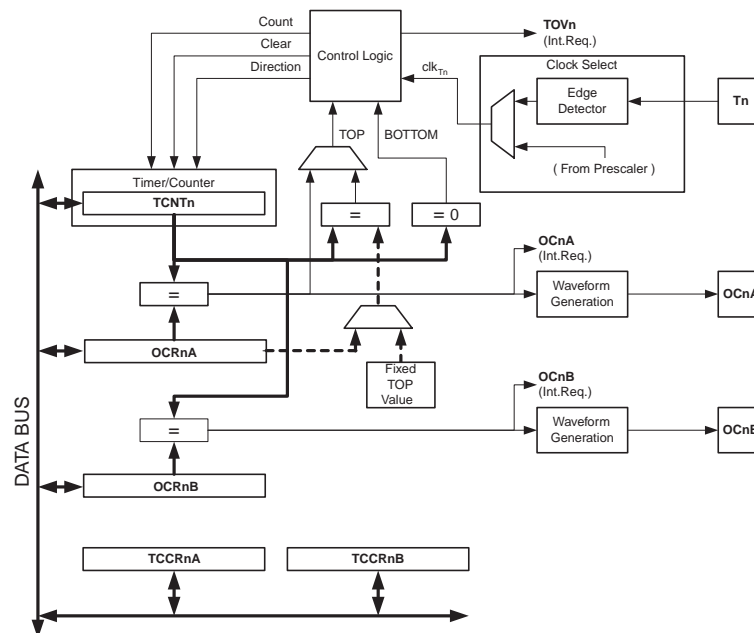 Count
TOVn
(Int.Req.)
Clear
Control Logic
Clock Select
Direction
clkTn
Edge
Detector
Tn
TOP
BOTTOM
( From Prescaler )
Timer/Counter
TCNTn
=
= 0
OCnA
(Int.Req.)
=
Waveform
Generation
OCnA
OCRnA
Fixed
TOP
Value
OCnB
(Int.Req.)
=
Waveform
Generation
OCnB
OCRnB
DATA BUS
TCCRnA
TCCRnB